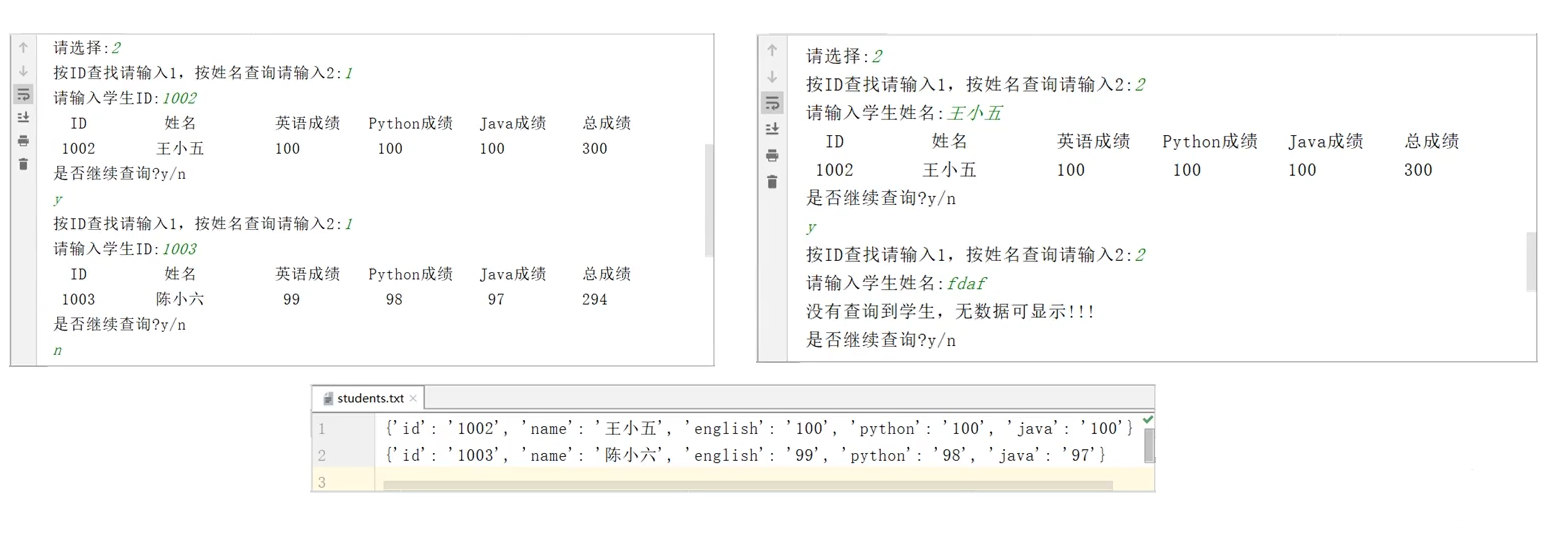 请选择:2
按ID查找请输入1，按姓名查询请输入2:1
请输入学生ID:1002
ID 姓名 英语成绩 Python成绩 Java成绩 总成绩
1002 王小五 100 100 100 300
是否继续查询?y/n
y
按ID查找请输入1，按姓名查询请输入2:1
请输入学生ID:1003
ID 姓名 英语成绩 Python成绩 Java成绩 总成绩
1003 陈小六 99 98 97 294
是否继续查询?y/n
n
请选择:2
按ID查找请输入1，按姓名查询请输入2:2
请输入学生姓名:王小五
ID 姓名 英语成绩 Python成绩 Java成绩 总成绩
1002 王小五 100 100 100 300
是否继续查询?y/n
y
按ID查找请输入1，按姓名查询请输入2:2
请输入学生姓名:fdaf
没有查询到学生，无数据可显示!!!
是否继续查询?y/n
students.txt
1 {'id': '1002', 'name': '王小五', 'english': '100', 'python': '100', 'java': '100'}
2 {'id': '1003', 'name': '陈小六', 'english': '99', 'python': '98', 'java': '97'}
3